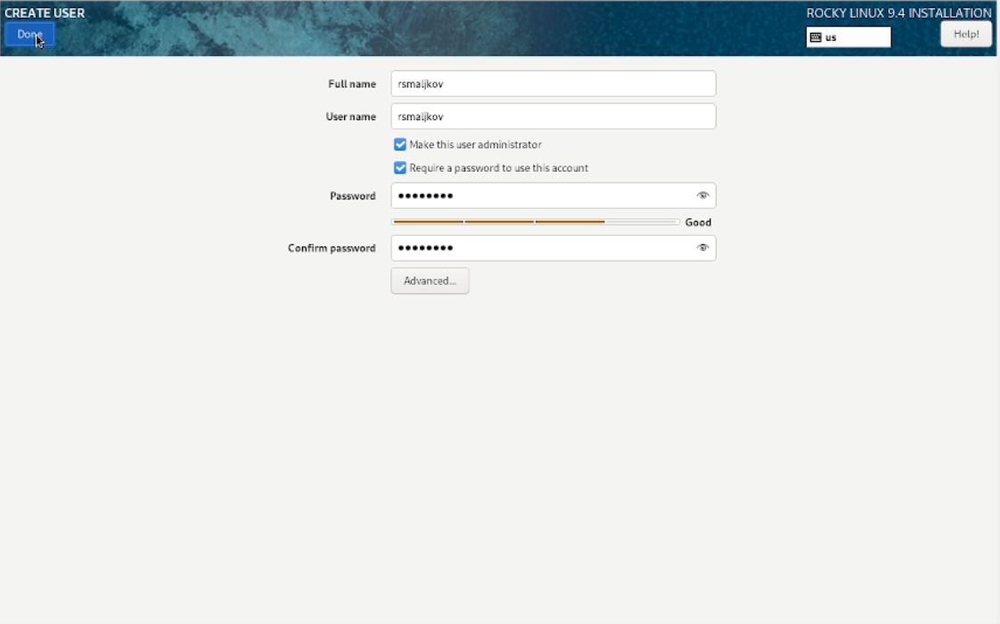 CREATE USER
ROCKY LINUX 9.4 INSTALLATION
Done
us
Help!
Full name
rsmaljkov
User name
rsmaljkov
Make this user administrator
Require a password to use this account
Password
••••••••
Good
Confirm password
••••••••
Advanced...